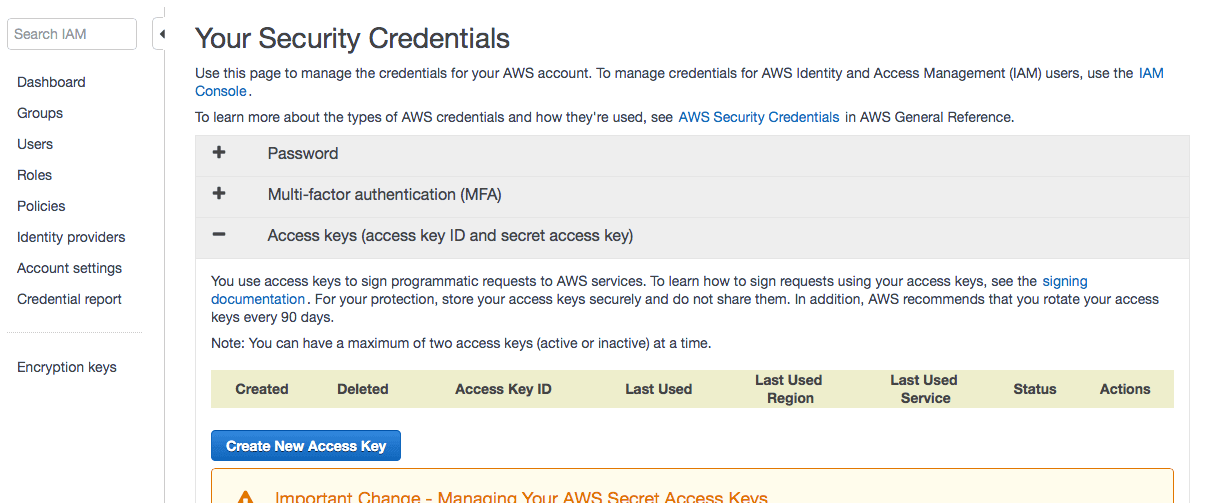 Search IAM
Dashboard
Groups
Users
Roles
Policies
Identity providers
Account settings
Credential report
Encryption keys
Your Security Credentials
Use this page to manage the credentials for your AWS account. To manage credentials for AWS Identity and Access Management (IAM) users, use the IAM
Console .
To learn more about the types of AWS credentials and how they're used, see AWS Security Credentials in AWS General Reference.
Password
Multi-factor authentication (MFA)
Access keys (access key ID and secret access key)
You use access keys to sign programmatic requests to AWS services. To learn how to sign requests using your access keys, see the signing
documentation . For your protection, store your access keys securely and do not share them. In addition, AWS recommends that you rotate your access
keys every 90 days.
Note: You can have a maximum of two access keys (active or inactive) at a time.
Created Deleted Access Key ID Last Used Last Used Region Last Used Service Status Actions
Create New Access Key
Important Change - Managing Your AWS Secret Access Keys